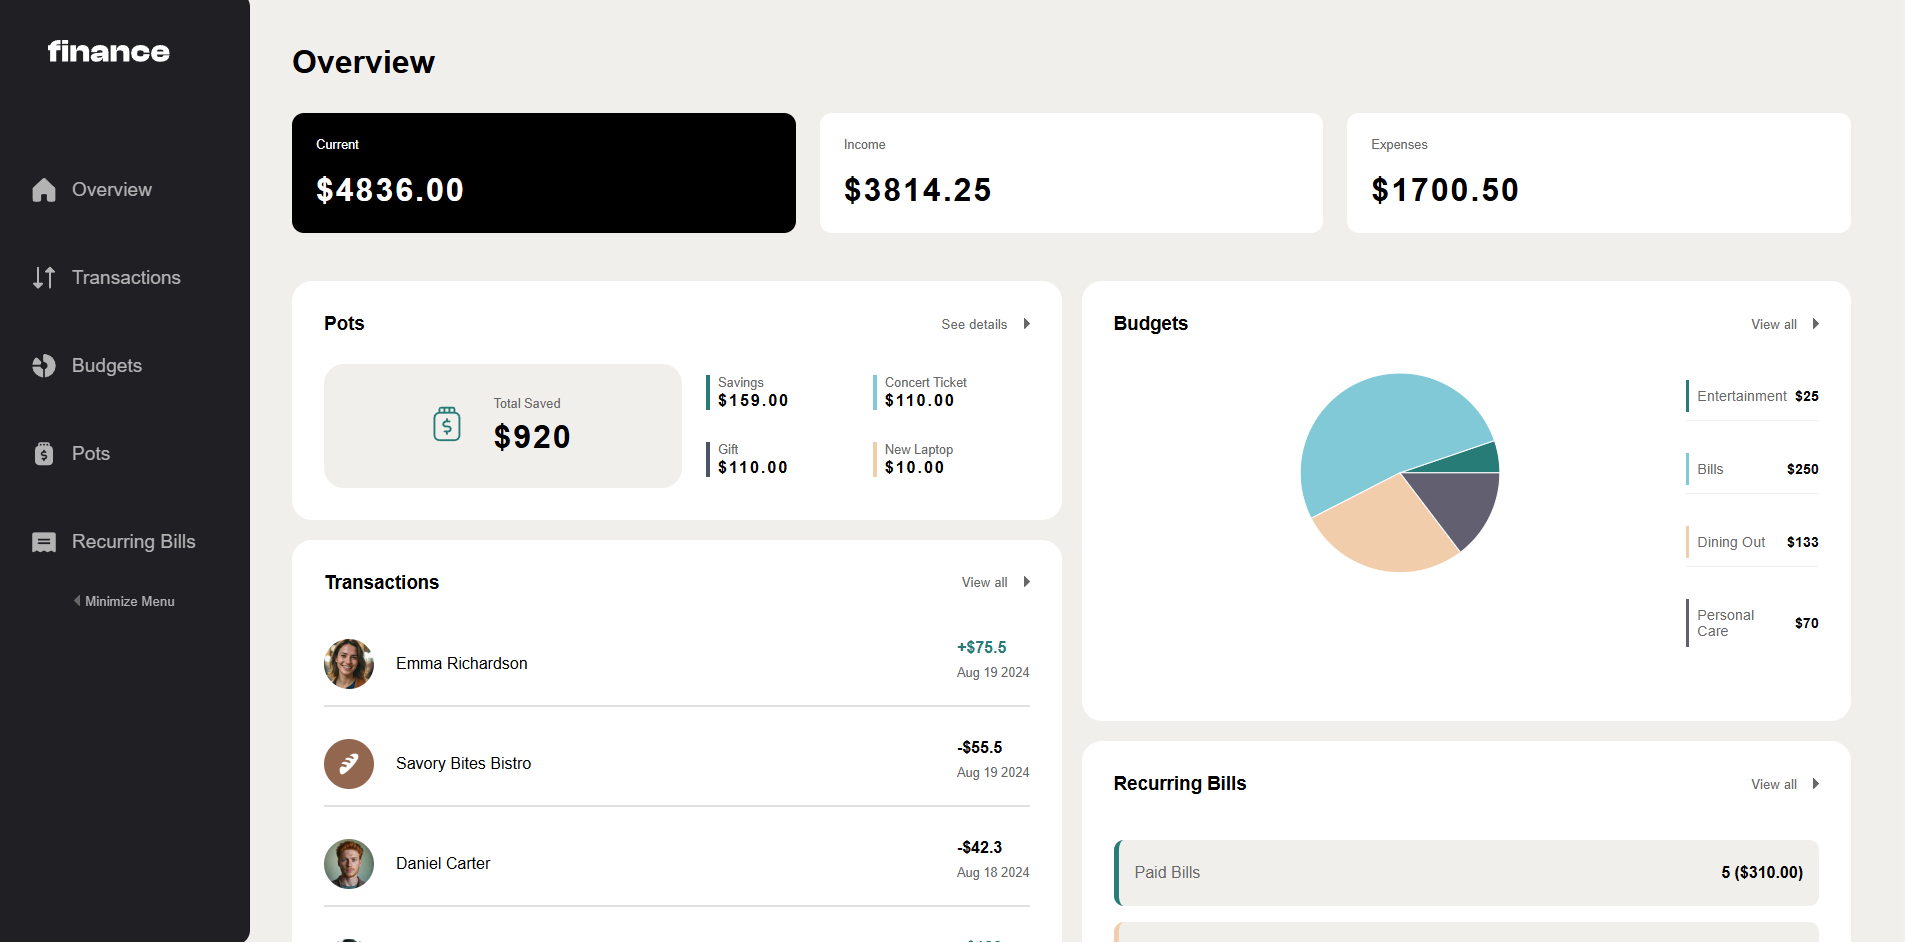 finance
Overview
Transactions
Budgets
Pots
Recurring Bills
Minimize Menu
Overview
Current
$4836.00
Income
$3814.25
Expenses
$1700.50
Pots
See details
Total Saved
$920
Savings
$159.00
Concert Ticket
$110.00
Gift
$110.00
New Laptop
$10.00
Budgets
View all
Entertainment $25
Bills $250
Dining Out $133
Personal
Care
$70
Transactions
View all
Emma Richardson
+$75.5
Aug 19 2024
Savory Bites Bistro
-$55.5
Aug 19 2024
Daniel Carter
-$42.3
Aug 18 2024
Recurring Bills
View all
Paid Bills
5 ($310.00)